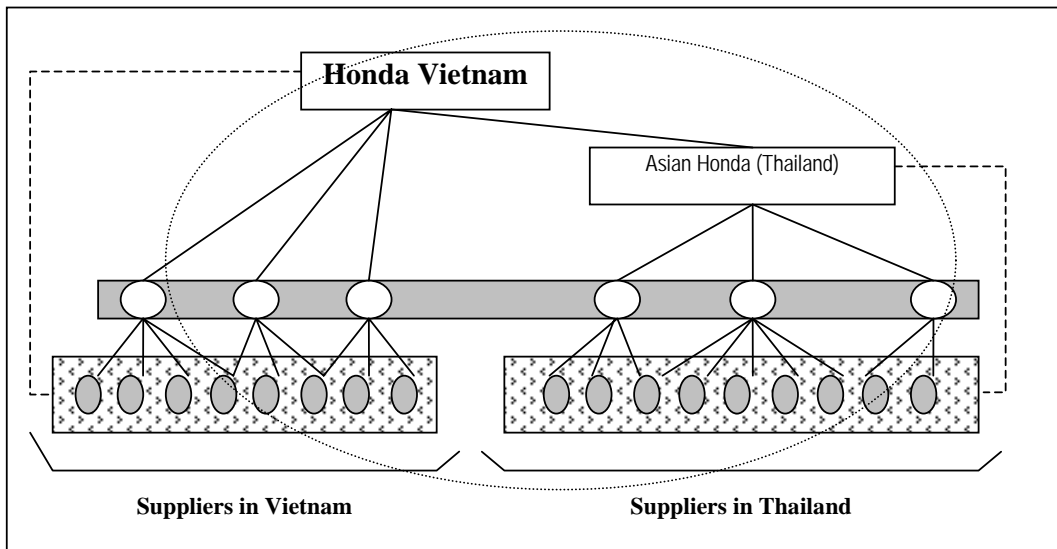 Honda Vietnam
Asian Honda (Thailand)
Suppliers in Vietnam
Suppliers in Thailand